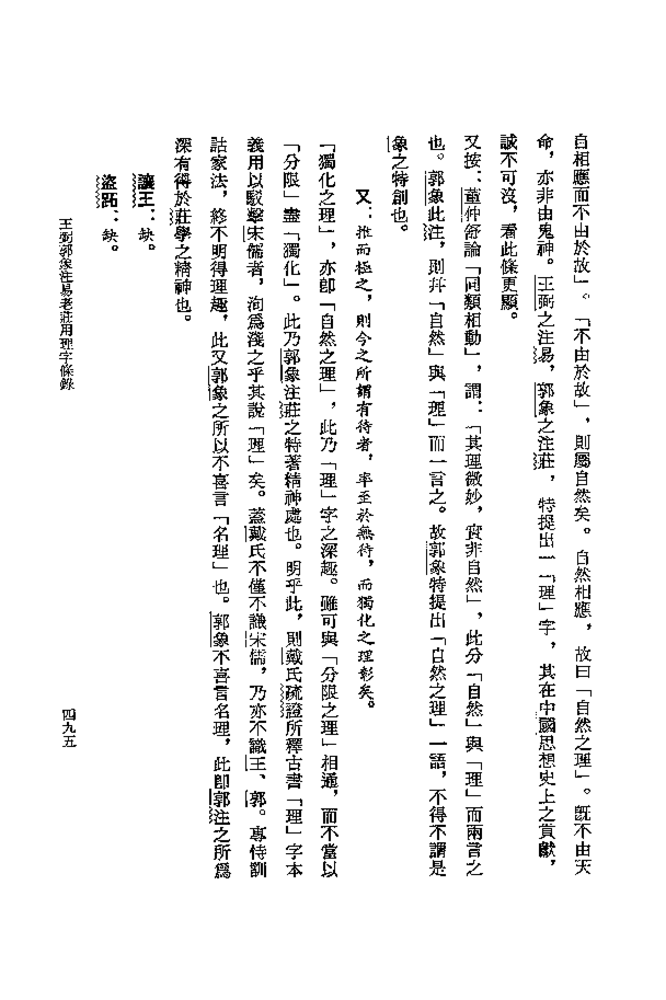 自相應而不由於故」。「不由於故」，則屬自然矣。自然相應，故曰「自然之理」。既不由天
命，亦非由鬼神。王弼之注易，郭象之注莊，特提出一「理」字，其在中國思想史上之貢獻，
誠不可沒，看此條更顯。
又按：董仲舒論「同類相動」，謂：「其理微妙，實非自然」，此分「自然」與「理」而兩言之
也。郭象此注，則幷「自然」與「理」而一言之。故郭象特提出「自然之理」一語，不得不謂是
象之特創也。
又：推而極之，則今之所謂有待者，率至於無待，而獨化之理彰矣。
「獨化之理」，亦卽「自然之理」，此乃「理」字之深趣。雖可與「分限之理」相通，而不當以
「分限」盡「獨化」。此乃郭象注莊之特著精神處也。明乎此，則戴氏疏證所釋古書「理」字本
義用以駁擊宋儒者，洵爲淺之乎其說「理」矣。蓋戴氏不僅不識宋儒，乃亦不識王、郭。專恃訓
詁家法，終不明得理趣，此又郭象之所以不喜言「名理」也。郭象不喜言名理，此卽郭注之所爲
深有得於莊學之精神也。
讓王：缺。
盜跖：缺。
王弼郭象注易老莊用理字條錄
四九五